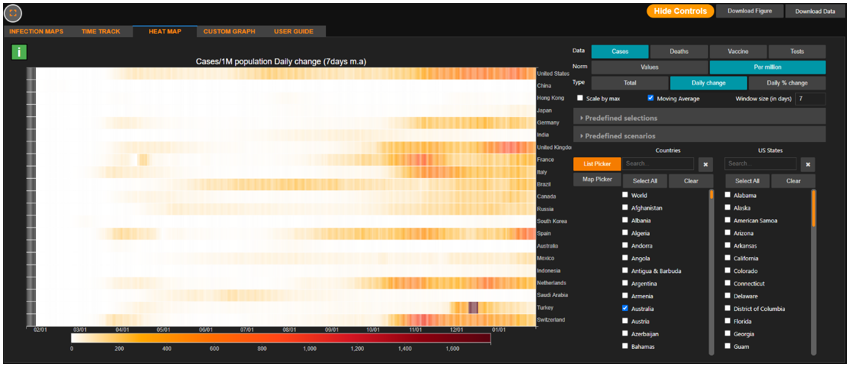 Hide Controls Download Figure Download Data
INFECTION MAPS TIME TRACK HEAT MAP CUSTOM GRAPH USER GUIDE
i
Cases/1M population Daily change (7days m.a)
United States
China
Hong Kong
Japan
Germany
India
United Kingdo
France
Italy
Brazil
Canada
Russia
South Korea
Spain
Australia
Mexico
Indonesia
Netherlands
Saudi Arabia
Turkey
Switzerland
02/01 03/01 04/01 05/01 06/01 07/01 08/01 09/01 10/01 11/01 12/01 01/01
0 200 400 600 800 1,000 1,200 1,400 1,600
Data Cases Deaths Vaccine Tests
Norm Values Per million
Type Total Daily change Daily % change
Scale by max Moving Average Window size (in days) 7
Predefined selections
Predefined scenarios
Countries US States
List Picker Search... × Search... ×
Map Picker Select All Clear Select All Clear
World Alabama
Afghanistan Alaska
Albania American Samoa
Algeria Arizona
Andorra Arkansas
Angola California
Antigua & Barbuda Colorado
Argentina Connecticut
Armenia Delaware
Australia District of Columbia
Austria Florida
Azerbaijan Georgia
Bahamas Guam